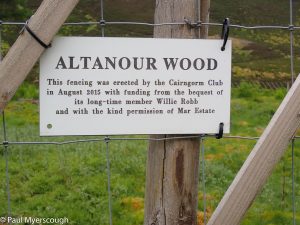 ALTANOUR WOOD
This fencing was erected by the Cairngorm Club
in August 2015 with funding from the bequest of
its long-time member Willie Robb
and with the kind permission of Mar Estate
© Paul Myerscough